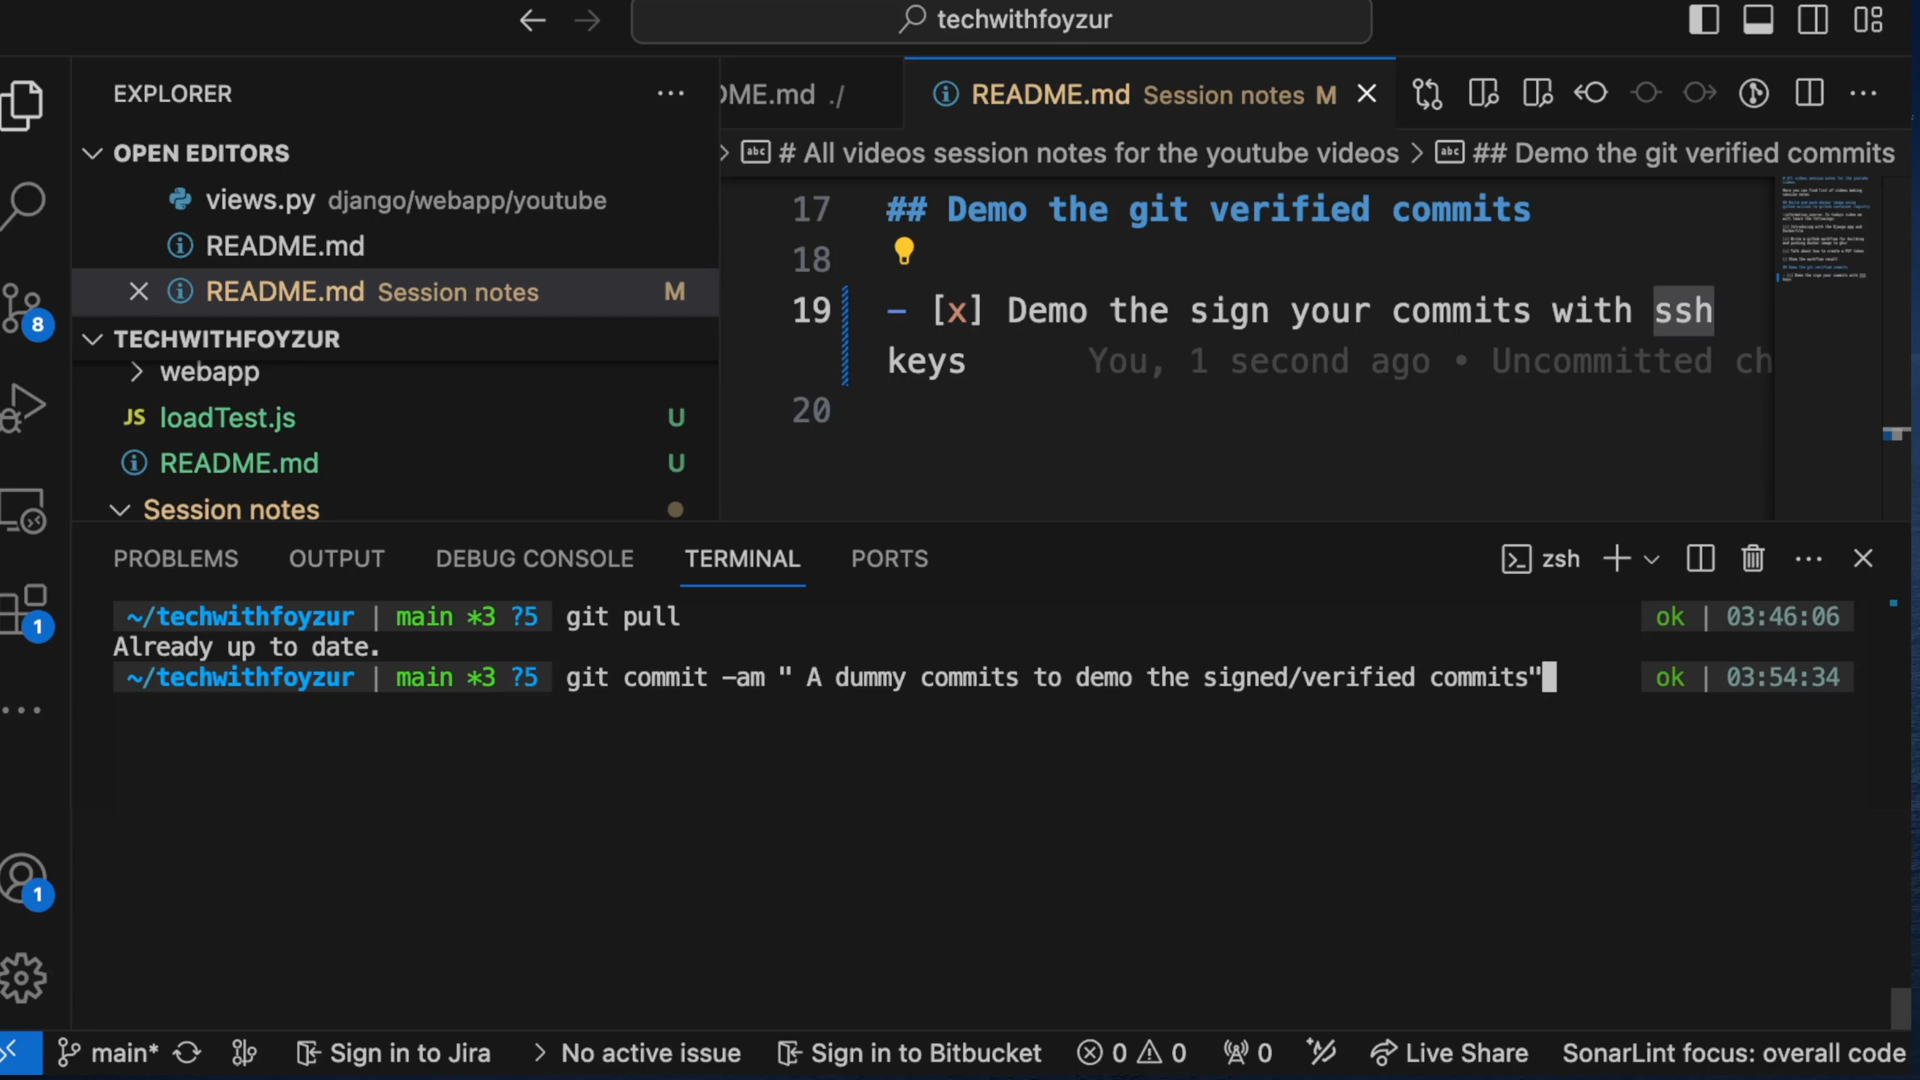 techwithfoyzur
EXPLORER
OPEN EDITORS
views.py django/webapp/youtube
README.md
README.md Session notes M
TECHWITHFOYZUR
webapp
JS loadTest.js U
README.md U
Session notes
8
1
1
ME.md ./
README.md Session notes M
# All videos session notes for the youtube videos > ## Demo the git verified commits
17 ## Demo the git verified commits
18
19 - [x] Demo the sign your commits with ssh
keys You, 1 second ago • Uncommitted ch
20
PROBLEMS OUTPUT DEBUG CONSOLE TERMINAL PORTS
zsh
~/techwithfoyzur | main *3 ?5 git pull ok | 03:46:06
Already up to date.
~/techwithfoyzur | main *3 ?5 git commit -am " A dummy commits to demo the signed/verified commits" ok | 03:54:34
main* Sign in to Jira > No active issue Sign in to Bitbucket 0 0 0 Live Share SonarLint focus: overall code